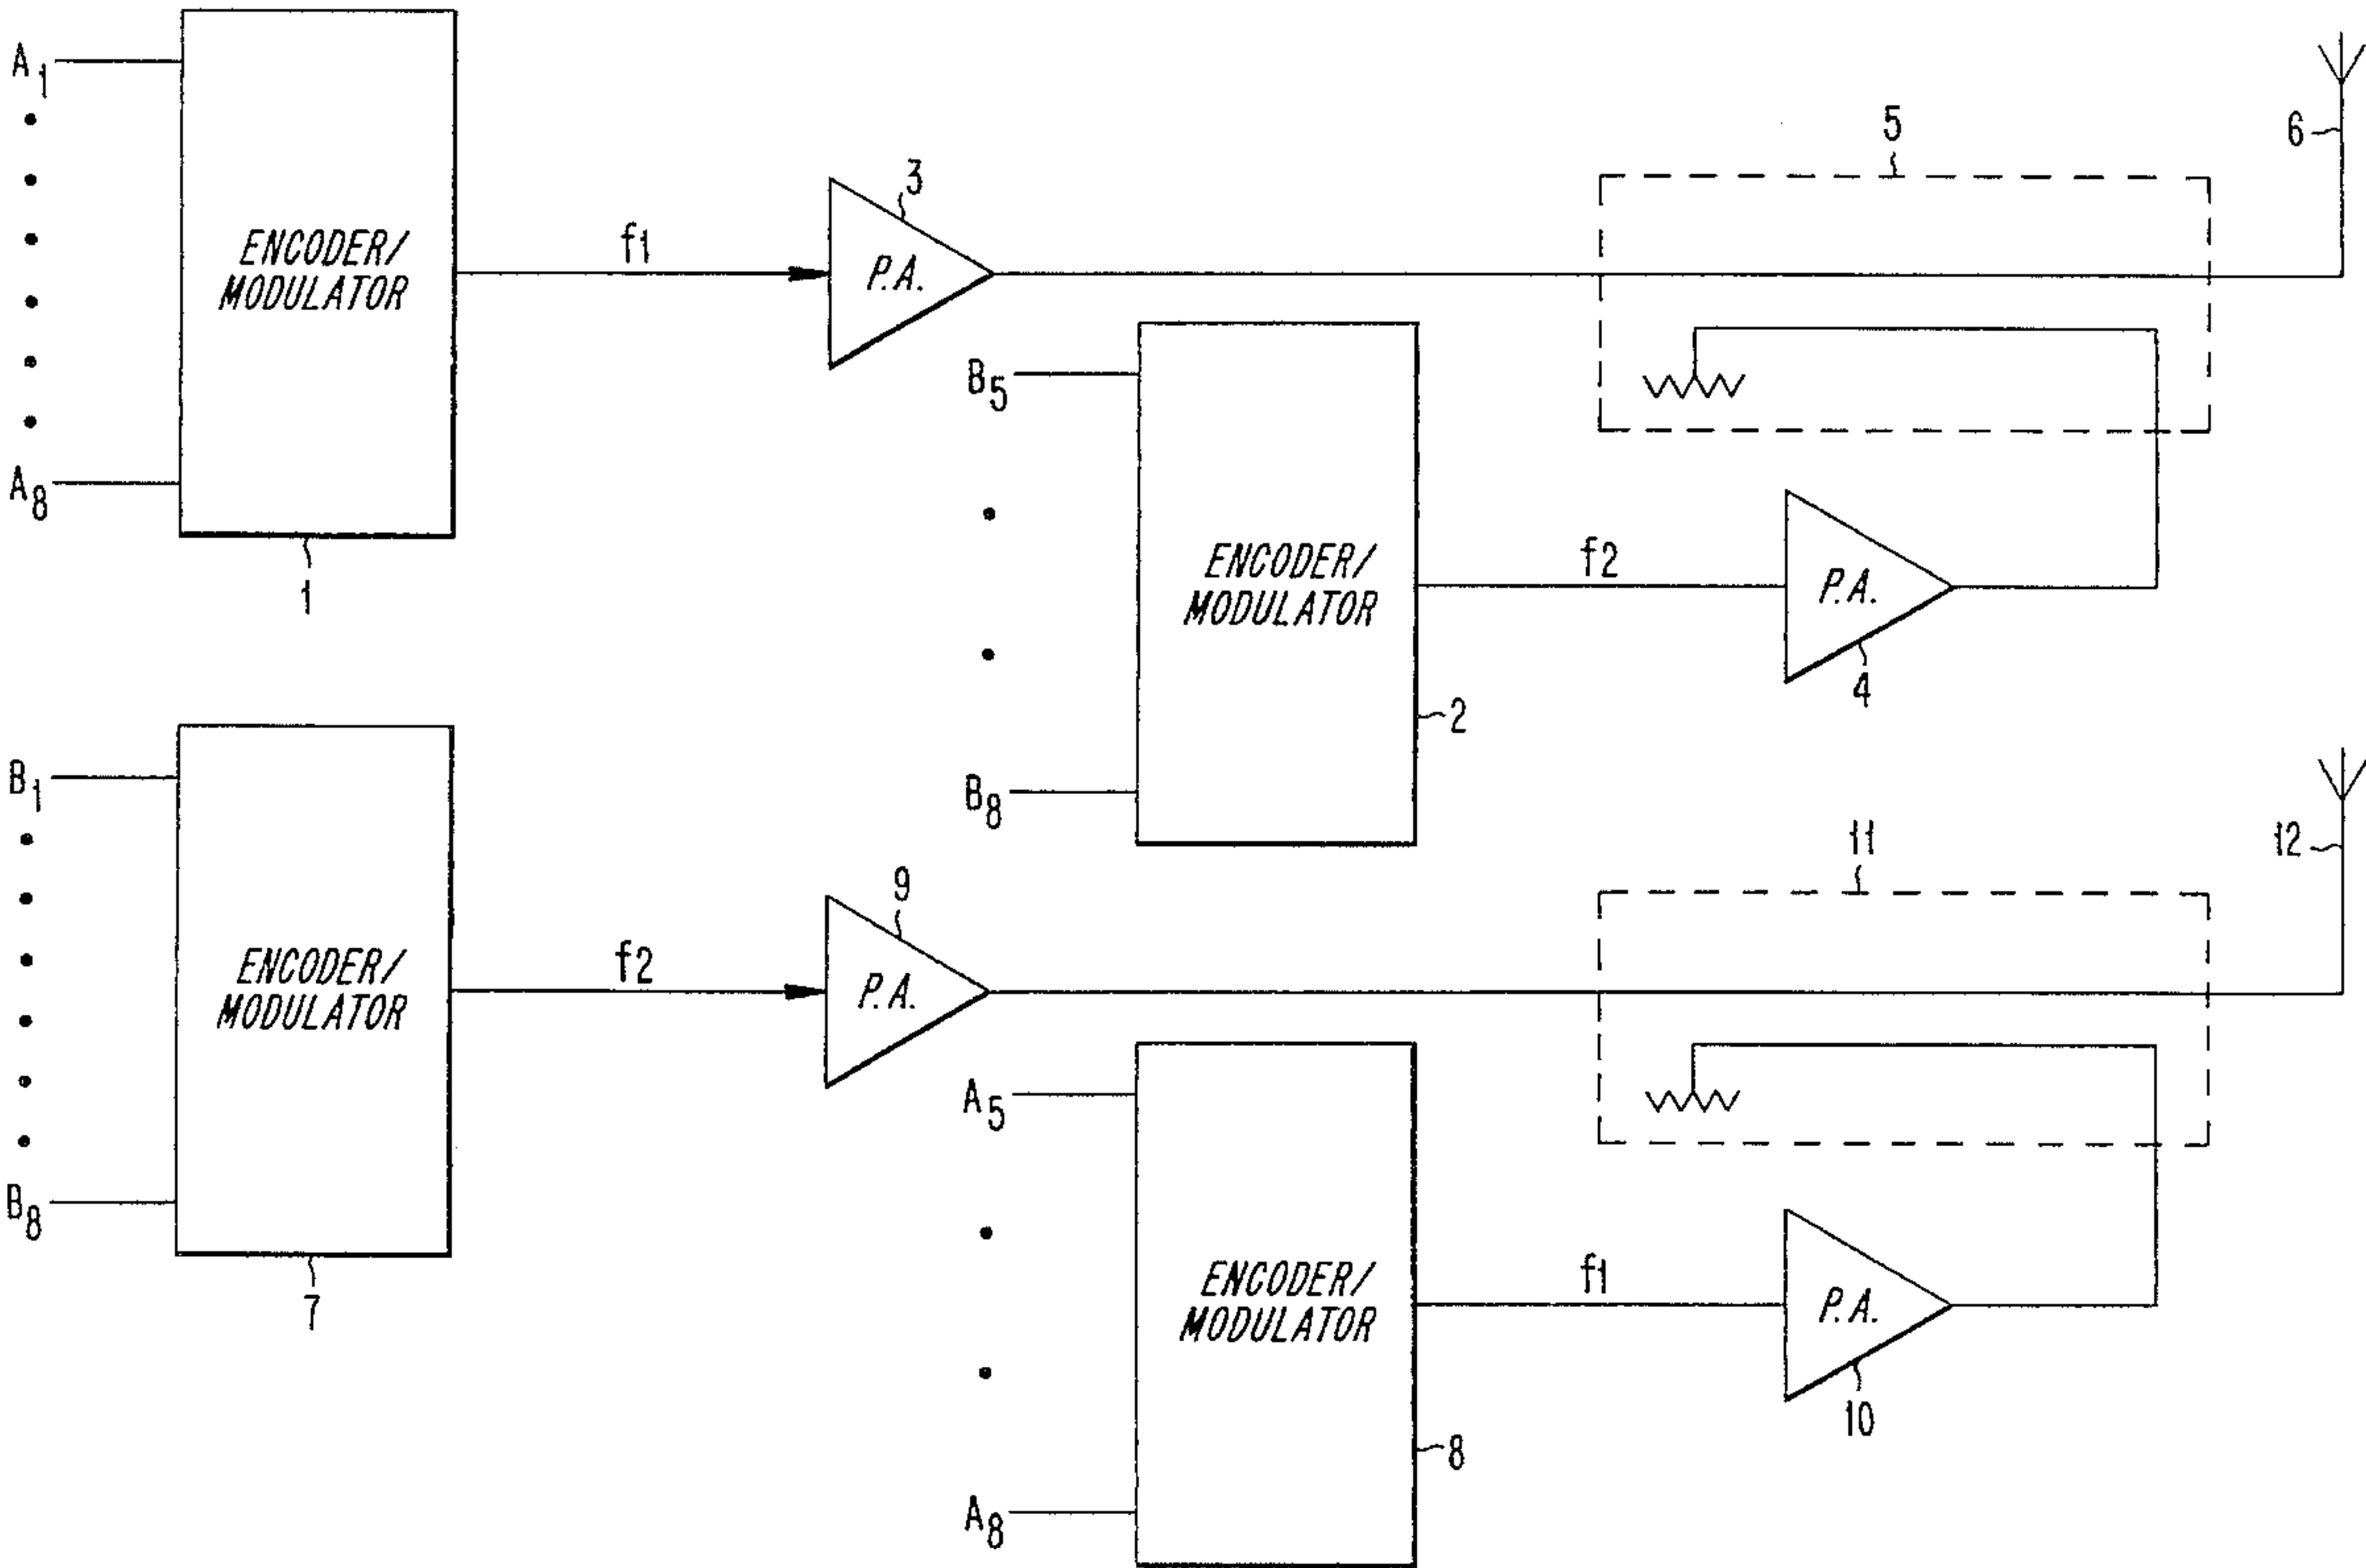 A1
ENCODER/
MODULATOR
A8
1
f1
3
P.A.
5
6
B5
ENCODER/
MODULATOR
B8
2
f2
P.A.
4
B1
ENCODER/
MODULATOR
B8
7
f2
9
P.A.
11
12
A5
ENCODER/
MODULATOR
A8
8
f1
P.A.
10